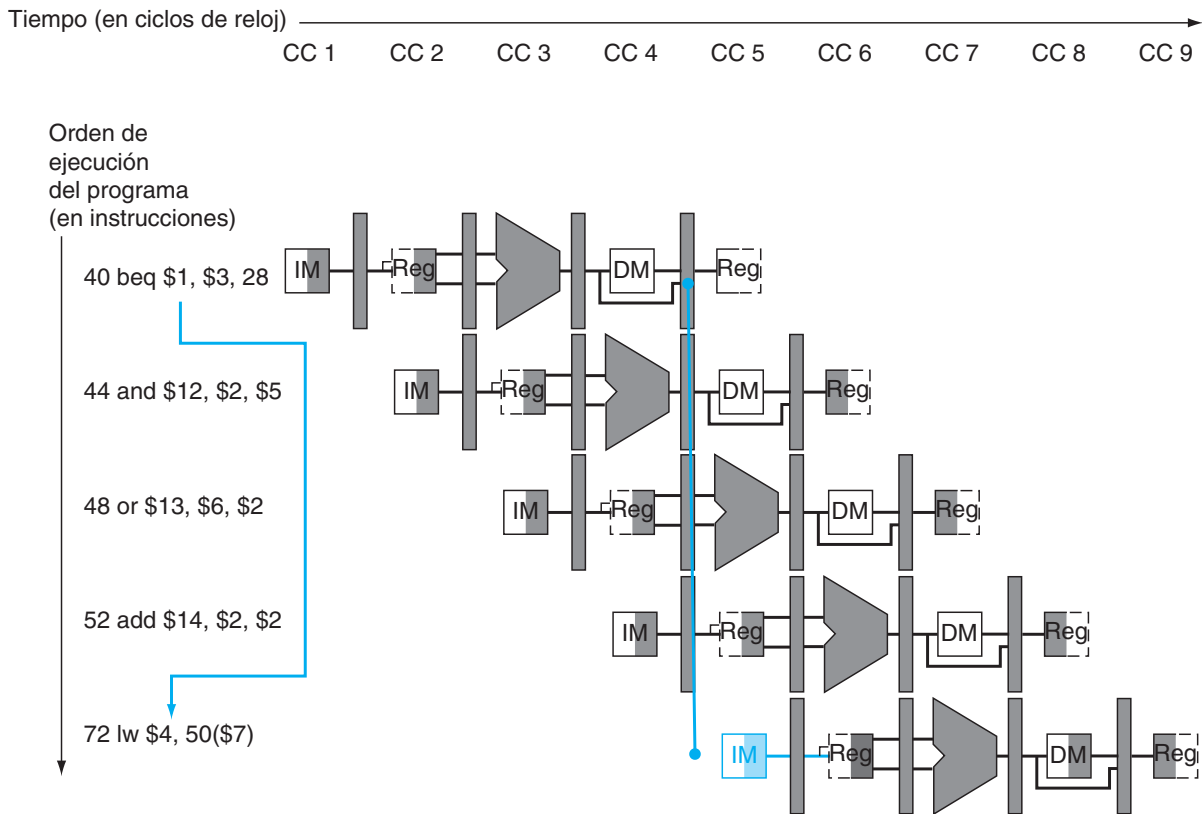 Tiempo (en ciclos de reloj)
CC 1 CC 2 CC 3 CC 4 CC 5 CC 6 CC 7 CC 8 CC 9
Orden de
ejecución
del programa
(en instrucciones)
40 beq $1, $3, 28
IM Reg DM Reg
44 and $12, $2, $5
IM Reg DM Reg
48 or $13, $6, $2
IM Reg DM Reg
52 add $14, $2, $2
IM Reg DM Reg
72 lw $4, 50($7)
IM Reg DM Reg